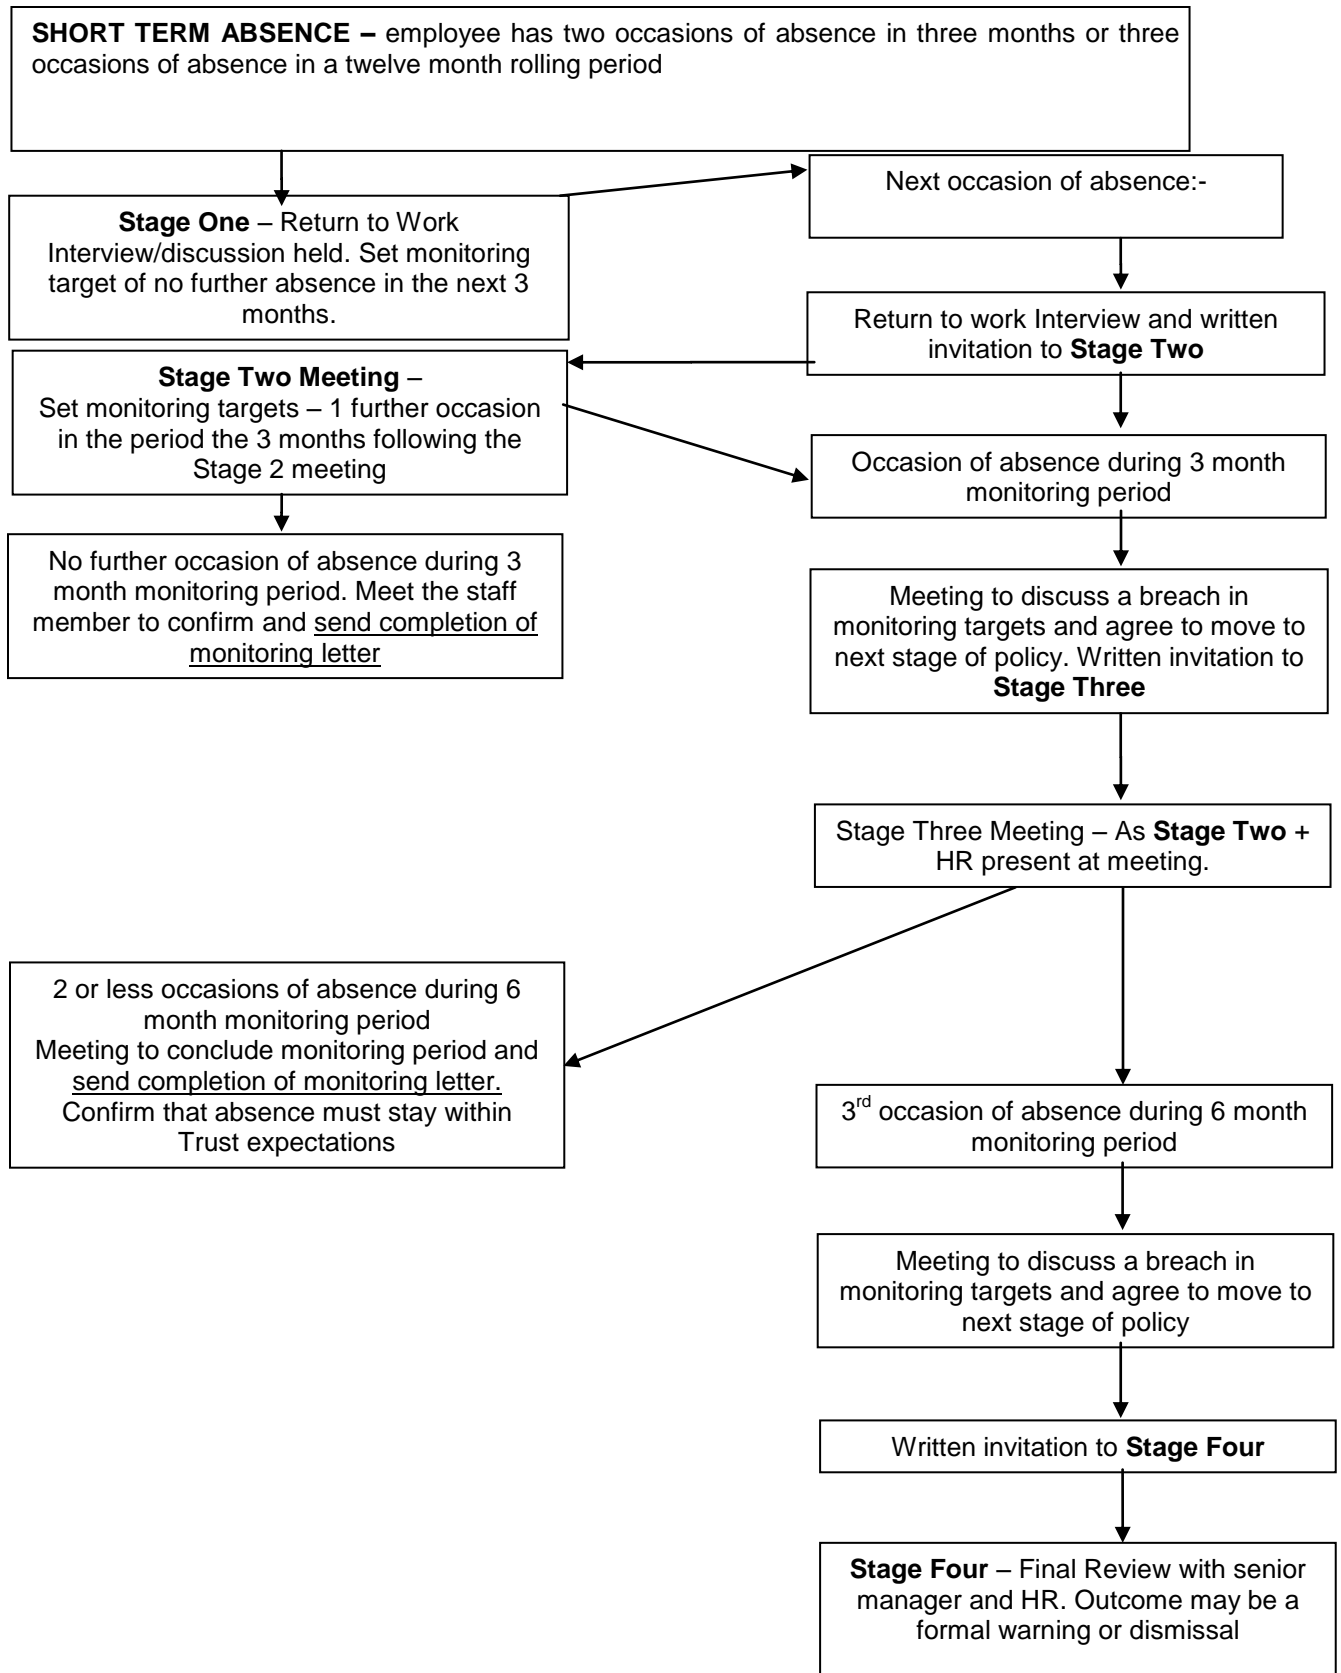 SHORT TERM ABSENCE – employee has two occasions of absence in three months or three
occasions of absence in a twelve month rolling period
Next occasion of absence:-
Stage One – Return to Work
Interview/discussion held. Set monitoring
target of no further absence in the next 3
months.
Return to work Interview and written
invitation to Stage Two
Stage Two Meeting –
Set monitoring targets – 1 further occasion
in the period the 3 months following the
Stage 2 meeting
Occasion of absence during 3 month
monitoring period
No further occasion of absence during 3
month monitoring period. Meet the staff
member to confirm and send completion of
monitoring letter
Meeting to discuss a breach in
monitoring targets and agree to move to
next stage of policy. Written invitation to
Stage Three
Stage Three Meeting – As Stage Two +
HR present at meeting.
2 or less occasions of absence during 6
month monitoring period
Meeting to conclude monitoring period and
send completion of monitoring letter.
Confirm that absence must stay within
Trust expectations
3rd occasion of absence during 6 month
monitoring period
Meeting to discuss a breach in
monitoring targets and agree to move to
next stage of policy
Written invitation to Stage Four
Stage Four – Final Review with senior
manager and HR. Outcome may be a
formal warning or dismissal